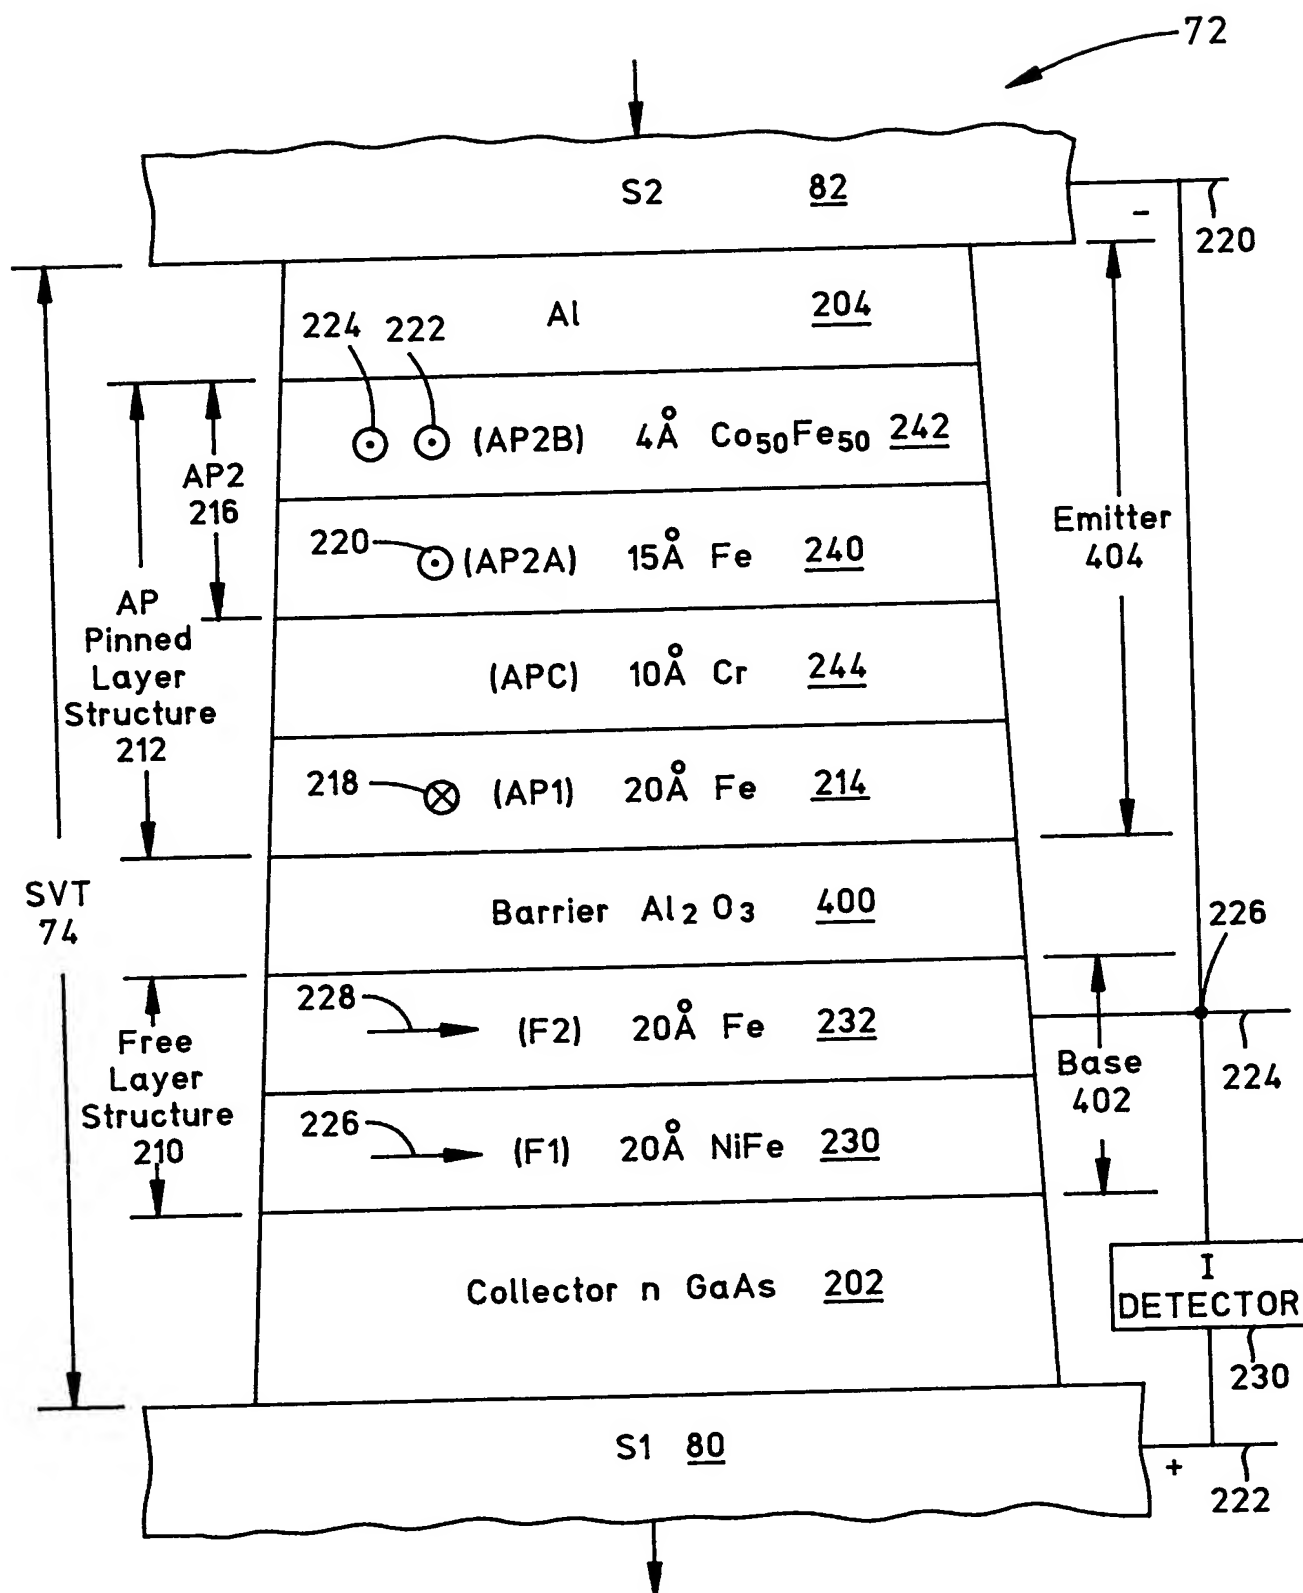 72
S2 82
-
220
Al 204
224 222
(AP2B) 4Å Co₅₀Fe₅₀ 242
AP2
216
220
(AP2A) 15Å Fe 240
Emitter
404
AP
Pinned
Layer
Structure
212
(APC) 10Å Cr 244
218
(AP1) 20Å Fe 214
SVT
74
Barrier Al₂O₃ 400
226
228
(F2) 20Å Fe 232
Free
Layer
Structure
210
Base
402
224
226
(F1) 20Å NiFe 230
Collector n GaAs 202
I
DETECTOR
230
S1 80
+
222